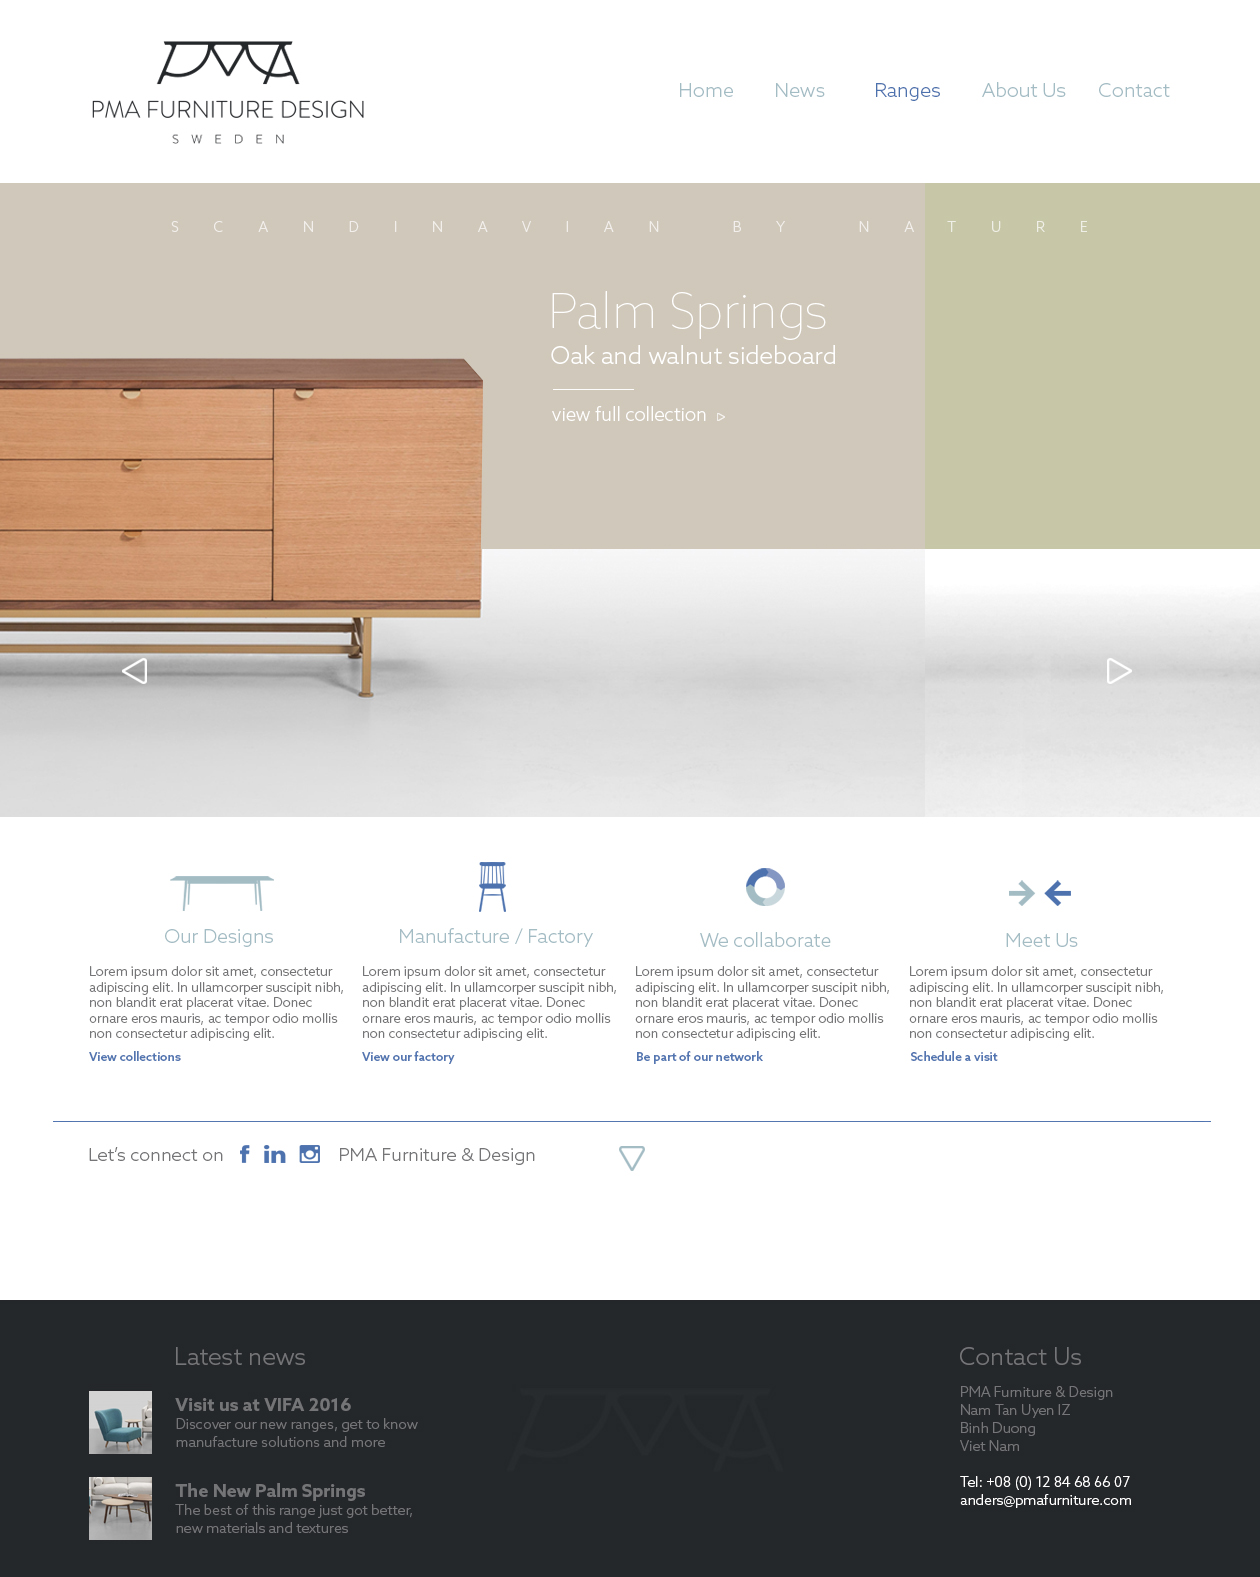 PMA
PMA FURNITURE DESIGN
SWEDEN
Home News Ranges About Us Contact
SCANDINAVIAN BY NATURE
Palm Springs
Oak and walnut sideboard
view full collection
Our Designs
Lorem ipsum dolor sit amet, consectetur
adipiscing elit. In ullamcorper suscipit nibh,
non blandit erat placerat vitae. Donec
ornare eros mauris, ac tempor odio mollis
non consectetur adipiscing elit.
View collections
Manufacture / Factory
Lorem ipsum dolor sit amet, consectetur
adipiscing elit. In ullamcorper suscipit nibh,
non blandit erat placerat vitae. Donec
ornare eros mauris, ac tempor odio mollis
non consectetur adipiscing elit.
View our factory
We collaborate
Lorem ipsum dolor sit amet, consectetur
adipiscing elit. In ullamcorper suscipit nibh,
non blandit erat placerat vitae. Donec
ornare eros mauris, ac tempor odio mollis
non consectetur adipiscing elit.
Be part of our network
Meet Us
Lorem ipsum dolor sit amet, consectetur
adipiscing elit. In ullamcorper suscipit nibh,
non blandit erat placerat vitae. Donec
ornare eros mauris, ac tempor odio mollis
non consectetur adipiscing elit.
Schedule a visit
Let's connect on f in PMA Furniture & Design
Latest news
Visit us at VIFA 2016
Discover our new ranges, get to know
manufacture solutions and more
The New Palm Springs
The best of this range just got better,
new materials and textures
PMA
Contact Us
PMA Furniture & Design
Nam Tan Uyen IZ
Binh Duong
Viet Nam
Tel: +08 (0) 12 84 68 66 07
anders@pmafurniture.com